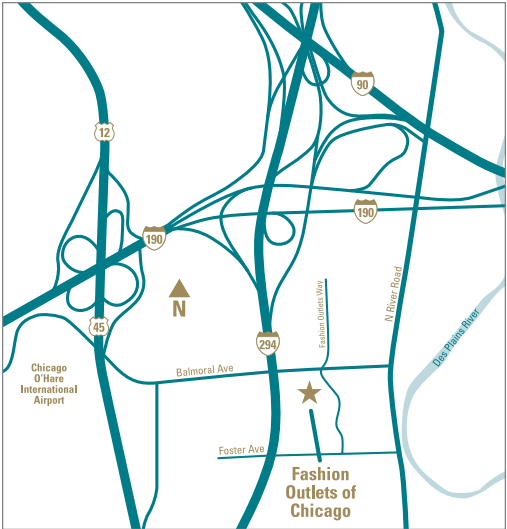 90
12
190
190
N
N River Road
Fashion Outlets Way
Des Plains River
45
294
Balmoral Ave
Chicago
O'Hare
International
Airport
Foster Ave
Fashion
Outlets of
Chicago